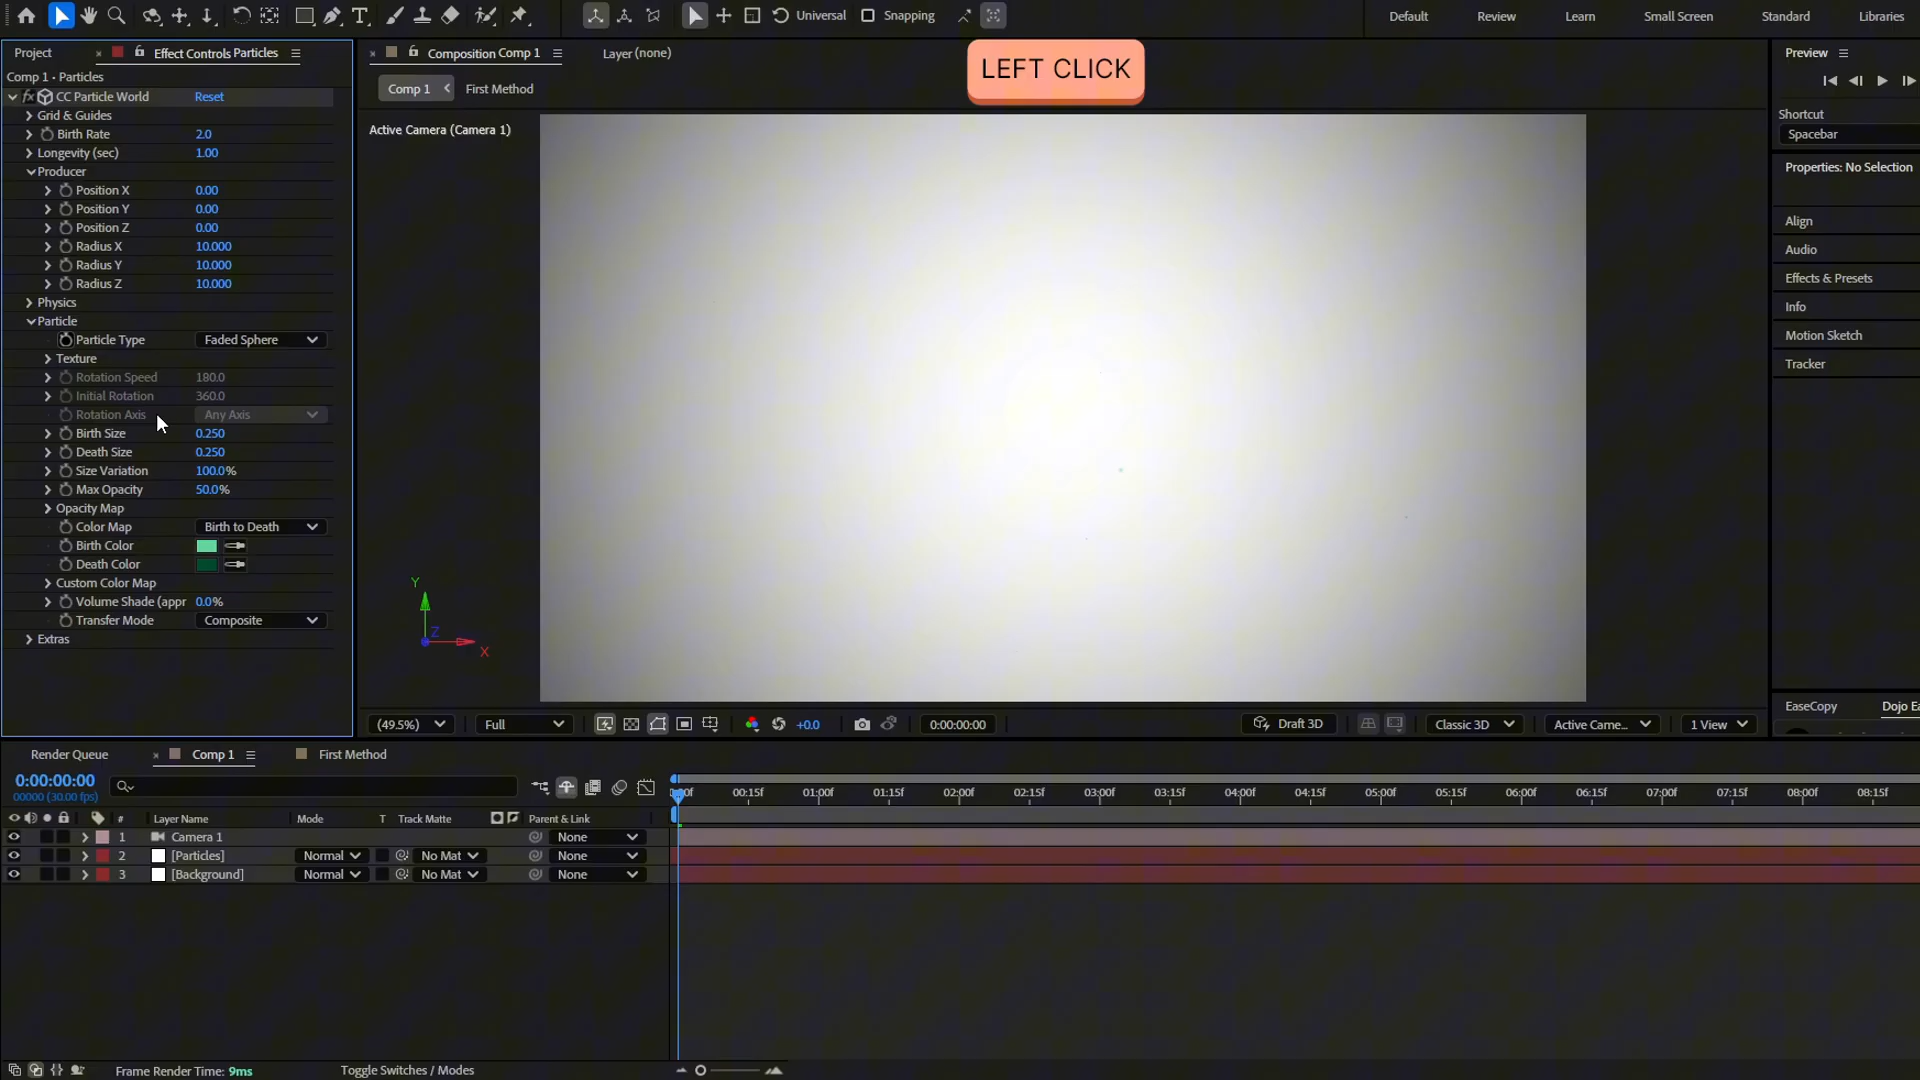 Universal
Snapping
Default
Review
Learn
Small Screen
Standard
Libraries
Project
Effect Controls Particles
Composition Comp 1
Layer (none)
LEFT CLICK
Preview
Comp 1 • Particles
CC Particle World
Reset
Grid & Guides
Birth Rate 2.0
Longevity (sec) 1.00
Producer
Position X 0.00
Position Y 0.00
Position Z 0.00
Radius X 10.000
Radius Y 10.000
Radius Z 10.000
Physics
Particle
Particle Type Faded Sphere
Texture
Rotation Speed 180.0
Initial Rotation 360.0
Rotation Axis Any Axis
Birth Size 0.250
Death Size 0.250
Size Variation 100.0%
Max Opacity 50.0%
Opacity Map
Color Map Birth to Death
Birth Color
Death Color
Custom Color Map
Volume Shade (appr 0.0%
Transfer Mode Composite
Extras
Comp 1
First Method
Active Camera (Camera 1)
Y
Z
X
(49.5%)
Full
+0.0
0:00:00:00
Draft 3D
Classic 3D
Active Came...
1 View
Shortcut
Spacebar
Properties: No Selection
Align
Audio
Effects & Presets
Info
Motion Sketch
Tracker
EaseCopy
Dojo Ea
Render Queue
Comp 1
First Method
0:00:00:00
00000 (30.00 fps)
00f 00:15f 01:00f 01:15f 02:00f 02:15f 03:00f 03:15f 04:00f 04:15f 05:00f 05:15f 06:00f 06:15f 07:00f 07:15f 08:00f 08:15f
# Layer Name Mode T Track Matte Parent & Link
1 Camera 1 None
2 [Particles] Normal No Mat None
3 [Background] Normal No Mat None
Frame Render Time: 9ms
Toggle Switches / Modes